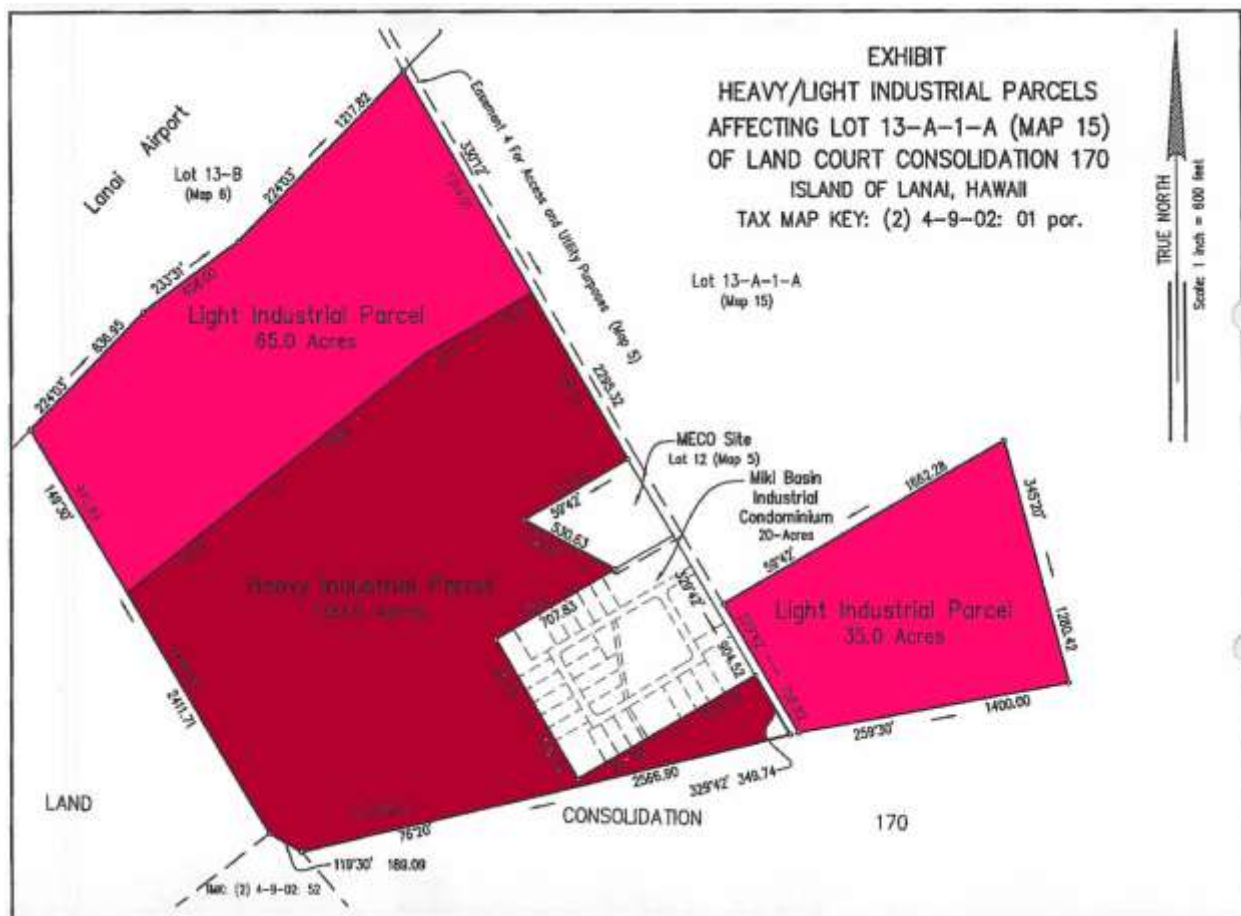 EXHIBIT
HEAVY/LIGHT INDUSTRIAL PARCELS
AFFECTING LOT 13-A-1-A (MAP 15)
OF LAND COURT CONSOLIDATION 170
ISLAND OF LANAI, HAWAII
TAX MAP KEY: (2) 4-9-02: 01 por.
TRUE NORTH
Scale: 1 inch = 600 feet
Lanai Airport
Lot 13-B
(Map 6)
1217.82
224°03'
233°31'
636.95
224°03'
Easement 4 For Access and Utility Purposes (Map 5)
330°12'
2295.32
Lot 13-A-1-A
(Map 15)
Light Industrial Parcel
65.0 Acres
149°30'
2411.71
Heavy Industrial Parcel
MECO Site
Lot 12 (Map 5)
59°42'
530.63
Miki Basin
Industrial
Condominium
20-Acres
707.83
329°42'
904.52
59°42'
1662.28
345°20'
1280.42
Light Industrial Parcel
35.0 Acres
259°30'
1400.00
2566.90
329°42' 349.74
76°20'
119°30' 189.09
TMK: (2) 4-9-02: 52
LAND
CONSOLIDATION
170